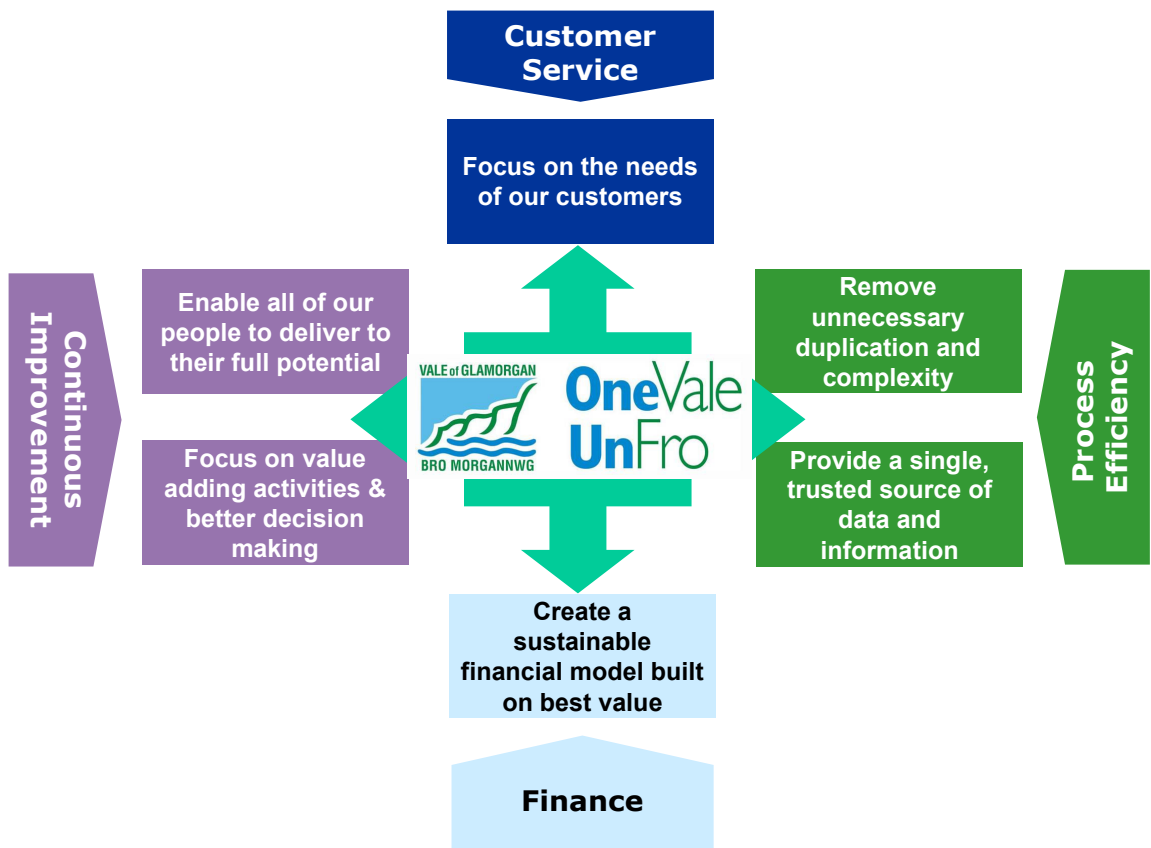 Customer
Service
Focus on the needs
of our customers
Continuous
Improvement
Enable all of our
people to deliver to
their full potential
Focus on value
adding activities &
better decision
making
VALE of GLAMORGAN
BRO MORGANNWG
OneVale
UnFro
Remove
unnecessary
duplication and
complexity
Provide a single,
trusted source of
data and
information
Process
Efficiency
Create a
sustainable
financial model built
on best value
Finance